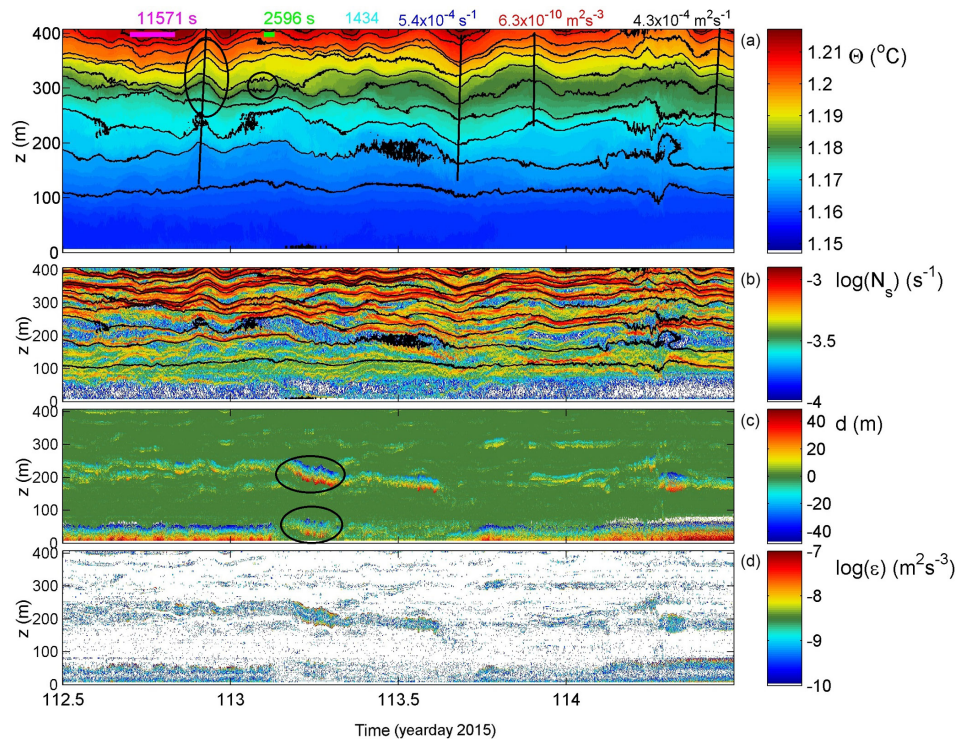 11571 s 2596 s 1434 5.4x10-4 s-1 6.3x10-10 m2s-3 4.3x10-4 m2s-1
400 (a) 1.21 Θ (oC)
300 1.2
z (m) 200 1.19
1.18
100 1.17
1.16
0 1.15
400 (b) -3 log(Ns) (s-1)
300
z (m) 200 -3.5
100
0 -4
400 (c) 40 d (m)
300 20
z (m) 200 0
100 -20
0 -40
400 (d) -7 log(ε) (m2s-3)
300 -8
z (m) 200
100 -9
0 -10
112.5 113 113.5 114
Time (yearday 2015)